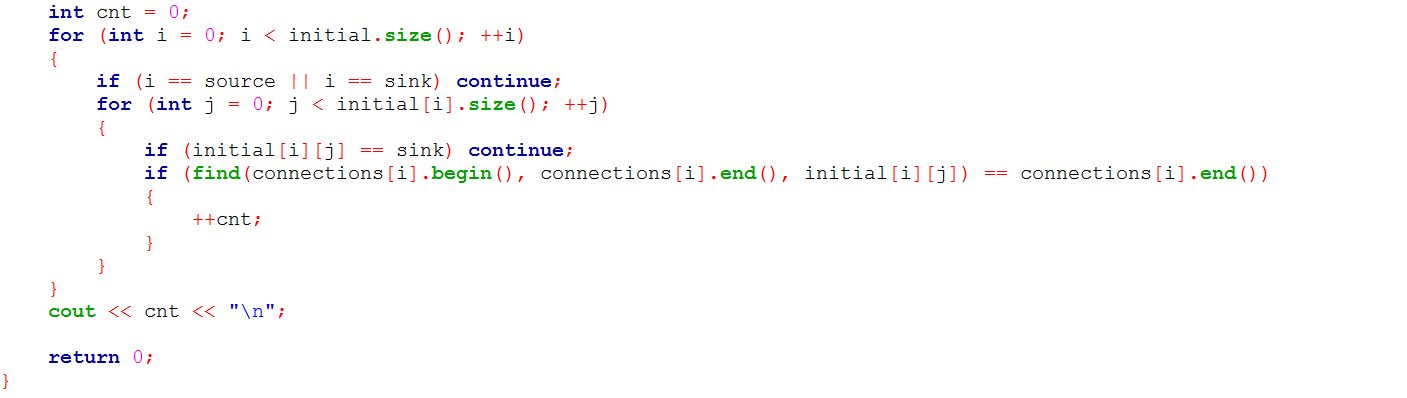 int cnt = 0;
    for (int i = 0; i < initial.size(); ++i)
    {
        if (i == source || i == sink) continue;
        for (int j = 0; j < initial[i].size(); ++j)
        {
            if (initial[i][j] == sink) continue;
            if (find(connections[i].begin(), connections[i].end(), initial[i][j]) == connections[i].end())
            {
                ++cnt;
            }
        }
    }
    cout << cnt << "\n";

    return 0;
}